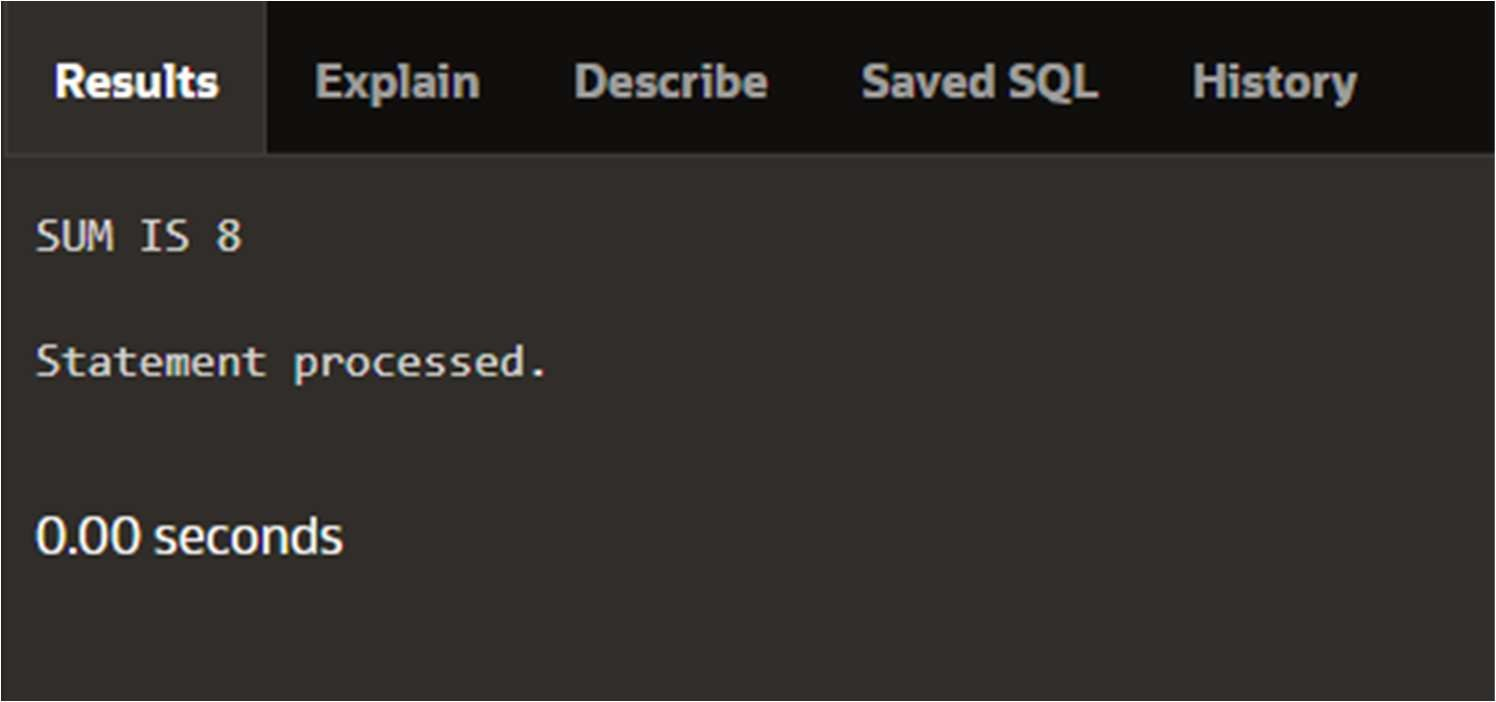 Results Explain Describe Saved SQL History
SUM IS 8
Statement processed.
0.00 seconds